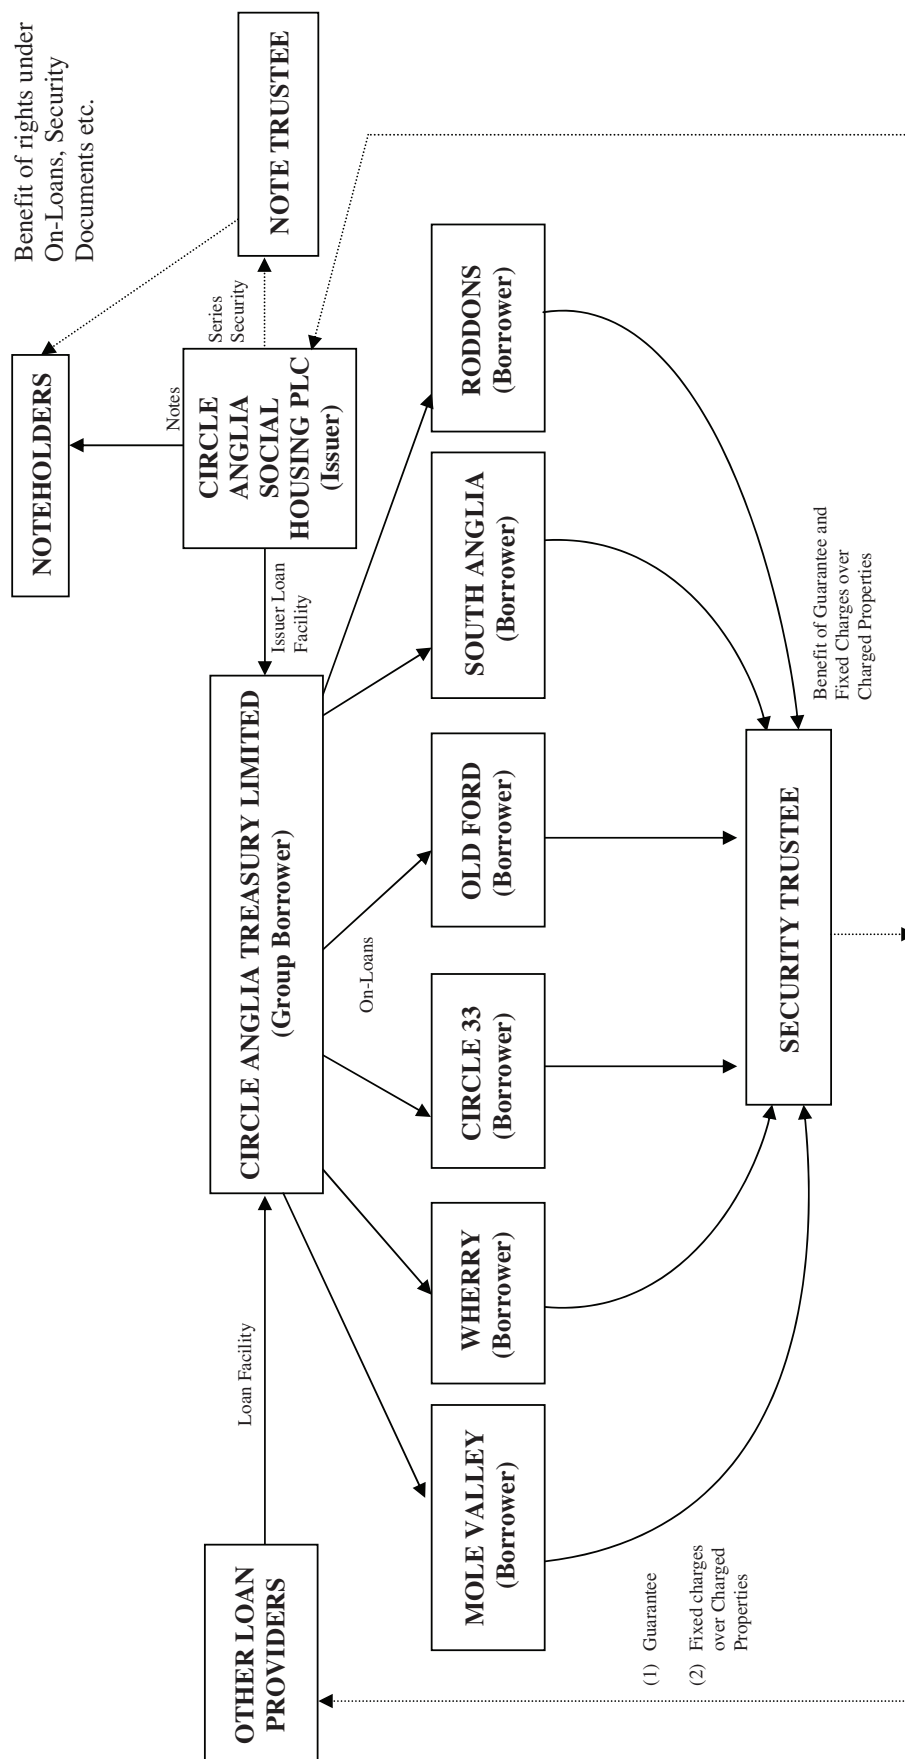 Benefit of rights under
On-Loans, Security
Documents etc.
NOTEHOLDERS
NOTE TRUSTEE
Notes
Series
Security
CIRCLE
ANGLIA
SOCIAL
HOUSING PLC
(Issuer)
Issuer Loan
Facility
CIRCLE ANGLIA TREASURY LIMITED
(Group Borrower)
Loan Facility
OTHER LOAN
PROVIDERS
On-Loans
MOLE VALLEY
(Borrower)
WHERRY
(Borrower)
CIRCLE 33
(Borrower)
OLD FORD
(Borrower)
SOUTH ANGLIA
(Borrower)
RODDONS
(Borrower)
(1) Guarantee
(2) Fixed charges
over Charged
Properties
SECURITY TRUSTEE
Benefit of Guarantee and
Fixed Charges over
Charged Properties